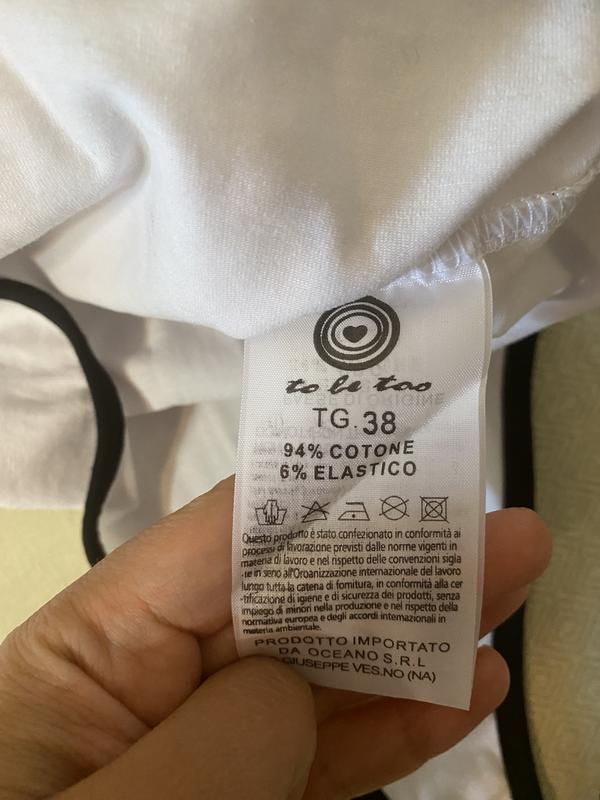 to be too
TG. 38
94% COTONE
6% ELASTICO
Questo prodotto è stato confezionato in conformità ai
processi di lavorazione previsti dalle norme vigenti in
materia di lavoro e nel rispetto delle convenzioni sigla
-te in seno all'Oroanizzazione internazionale del lavoro
lungo tutta la catena di fomitura, in conformità alla cer
-tificazione di igiene e di sicurezza dei prodotti, senza
impiego di minori nella produzione e nel rispetto della
normativa europea e degli accordi internazionali in
materia ambientale.
PRODOTTO IMPORTATO
DA OCEANO S.R.L
GIUSEPPE VES.NO (NA)